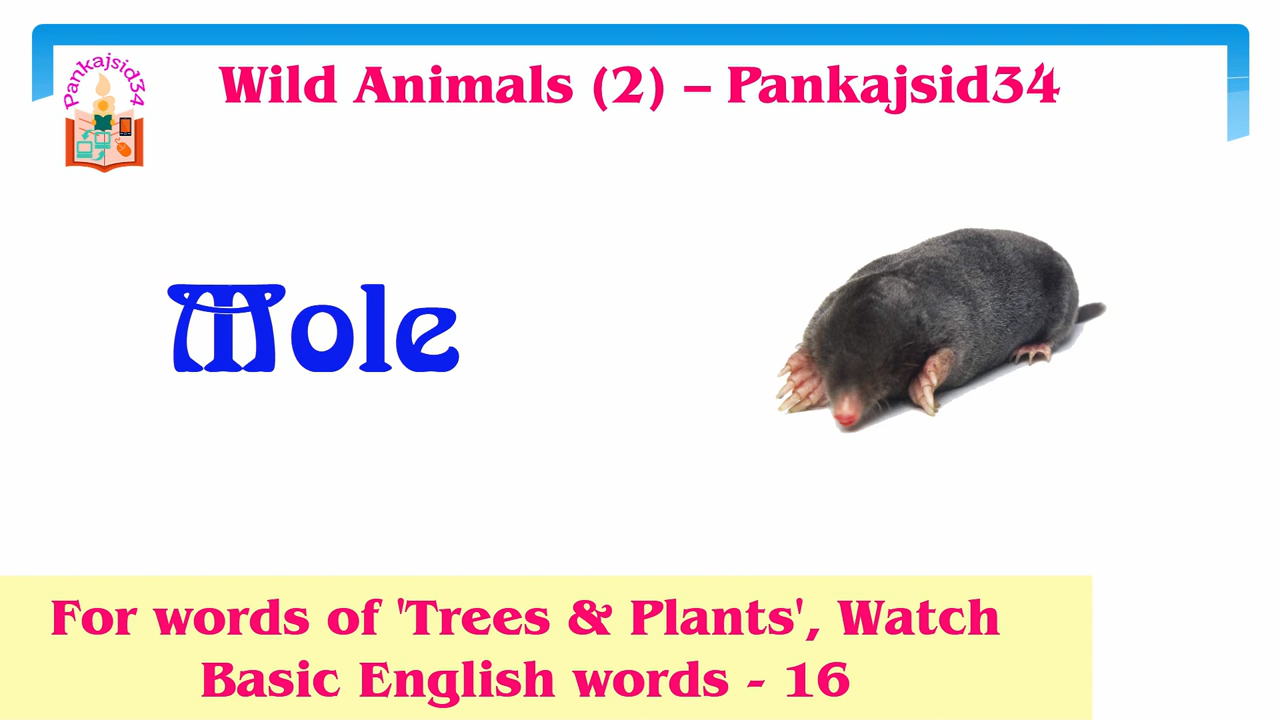 Pankajsid34
Wild Animals (2) – Pankajsid34
Mole
For words of 'Trees & Plants', Watch
Basic English words - 16